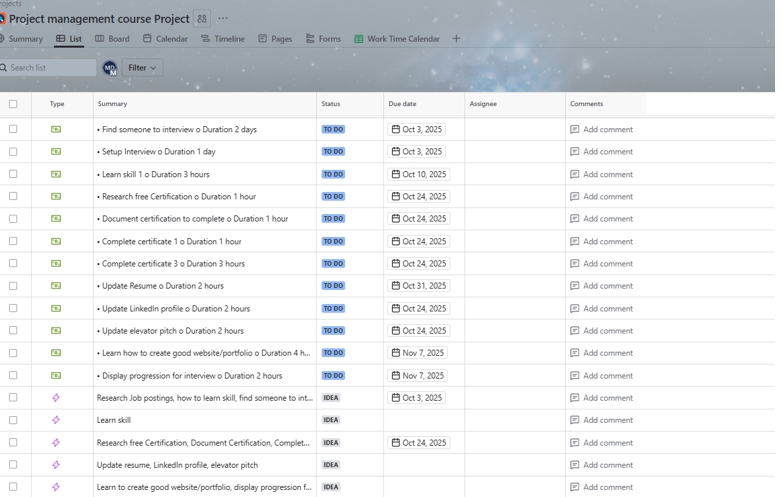 rojects
Project management course Project
Summary List Board Calendar Timeline Pages Forms Work Time Calendar
Search list MD M Filter
Type Summary Status Due date Assignee Comments
• Find someone to interview o Duration 2 days TO DO Oct 3, 2025 Add comment
• Setup Interview o Duration 1 day TO DO Oct 3, 2025 Add comment
• Learn skill 1 o Duration 3 hours TO DO Oct 10, 2025 Add comment
• Research free Certification o Duration 1 hour TO DO Oct 24, 2025 Add comment
• Document certification to complete o Duration 1 hour TO DO Oct 24, 2025 Add comment
• Complete certificate 1 o Duration 1 hour TO DO Oct 24, 2025 Add comment
• Complete certificate 3 o Duration 3 hours TO DO Oct 24, 2025 Add comment
• Update Resume o Duration 2 hours TO DO Oct 31, 2025 Add comment
• Update LinkedIn profile o Duration 2 hours TO DO Oct 24, 2025 Add comment
• Update elevator pitch o Duration 2 hours TO DO Oct 24, 2025 Add comment
• Learn how to create good website/portfolio o Duration 4 h... TO DO Nov 7, 2025 Add comment
• Display progression for interview o Duration 2 hours TO DO Nov 7, 2025 Add comment
Research Job postings, how to learn skill, find someone to int... IDEA Oct 3, 2025 Add comment
Learn skill IDEA Add comment
Research free Certification, Document Certification, Complet... IDEA Oct 24, 2025 Add comment
Update resume, LinkedIn profile, elevator pitch IDEA Add comment
Learn to create good website/portfolio, display progression f... IDEA Add comment